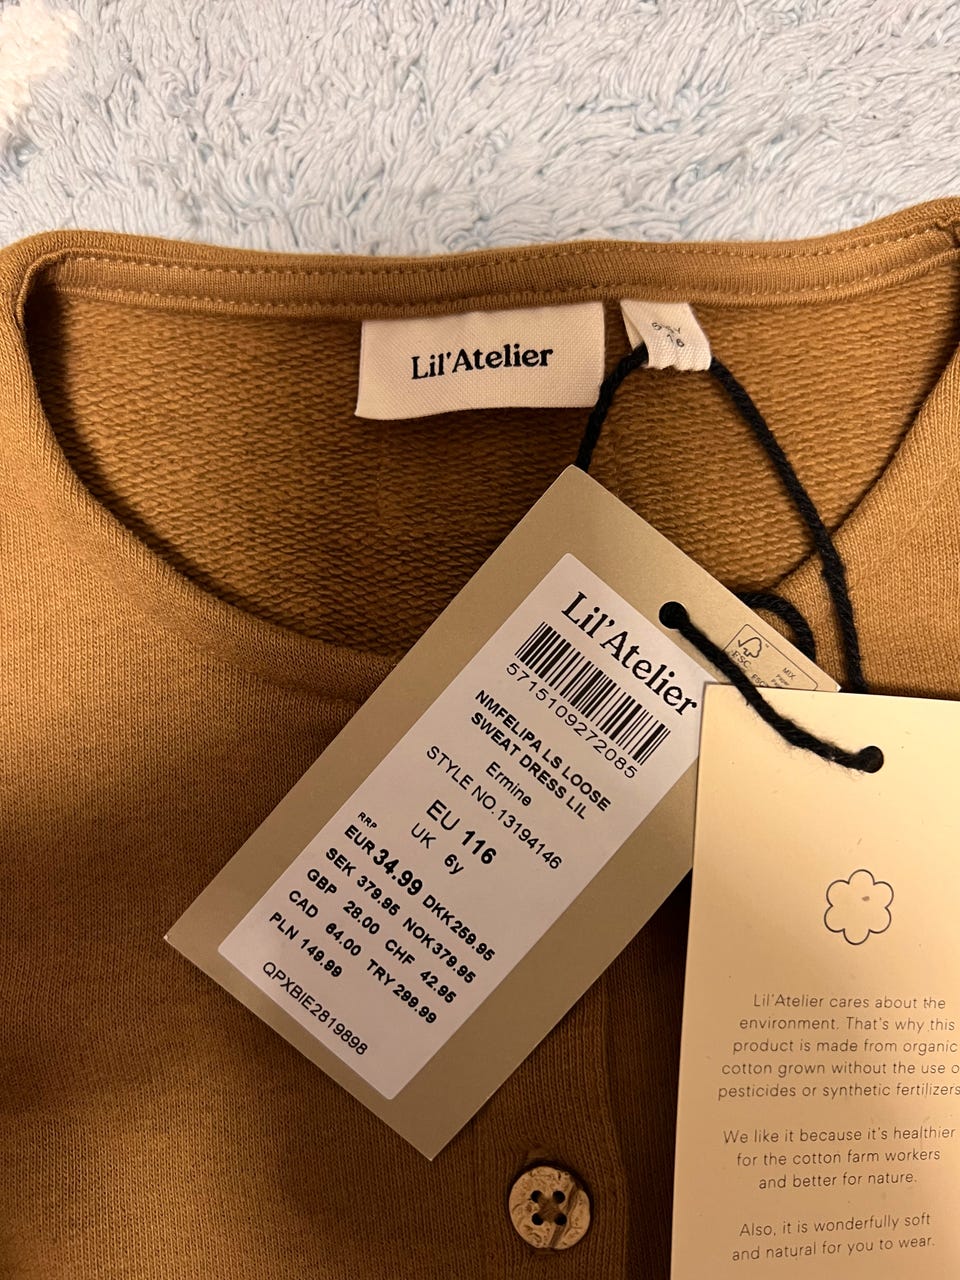 Lil'Atelier
Lil'Atelier
5715109272085
NMFELIPA LS LOOSE
SWEAT DRESS LIL
Ermine
STYLE NO. 13194146
EU 116
UK 6y
RRP
EUR 34.99 DKK 259.95
SEK 379.95 NOK 379.95
GBP 28.00 CHF 42.95
CAD 64.00 TRY 299.99
PLN 149.99
QPXBIE2819898
FSC
MIX
Lil'Atelier cares about the
environment. That's why this
product is made from organic
cotton grown without the use
pesticides or synthetic fertilizers
We like it because it's healthier
for the cotton farm workers
and better for nature.
Also, it is wonderfully soft
and natural for you to wear.